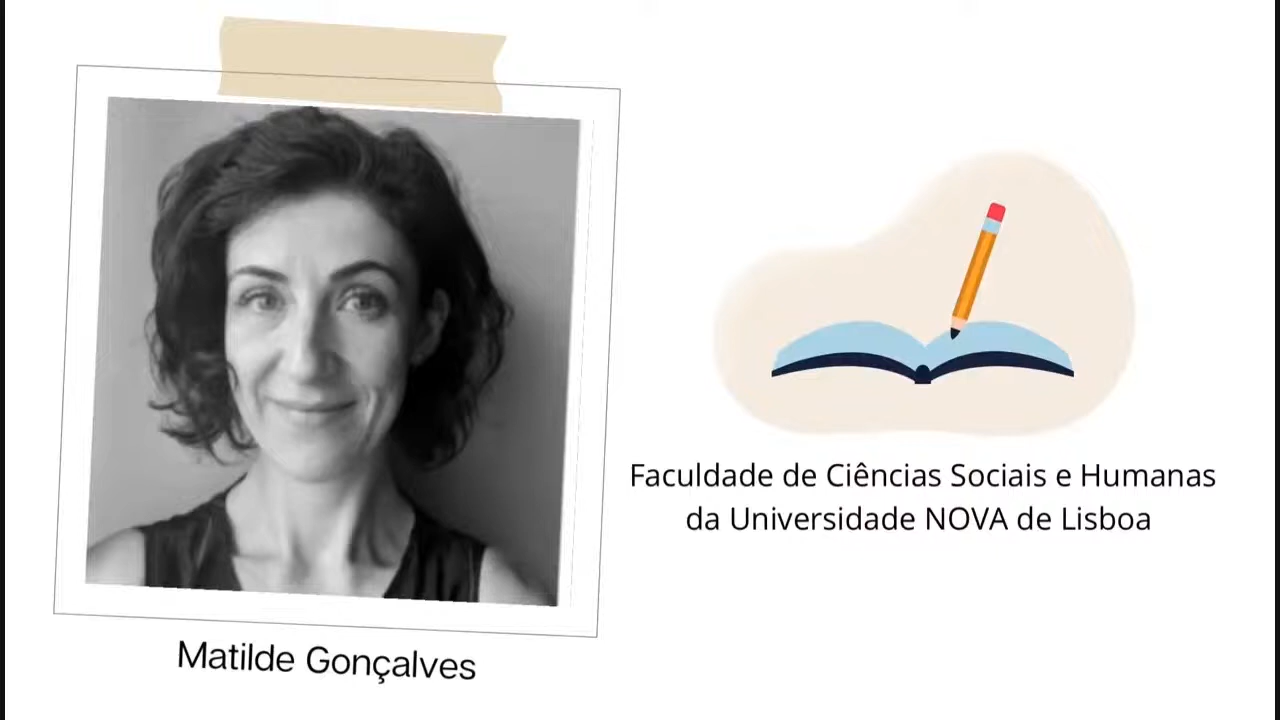 Faculdade de Ciências Sociais e Humanas
da Universidade NOVA de Lisboa
Matilde Gonçalves